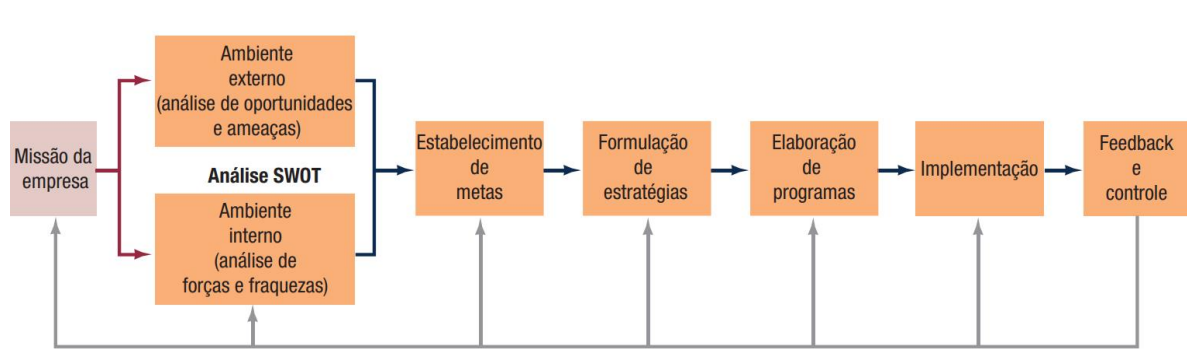 Missão da
empresa
Ambiente
externo
(análise de oportunidades
e ameaças)
Análise SWOT
Ambiente
interno
(análise de
forças e fraquezas)
Estabelecimento
de
metas
Formulação
de
estratégias
Elaboração
de
programas
Implementação
Feedback
e
controle